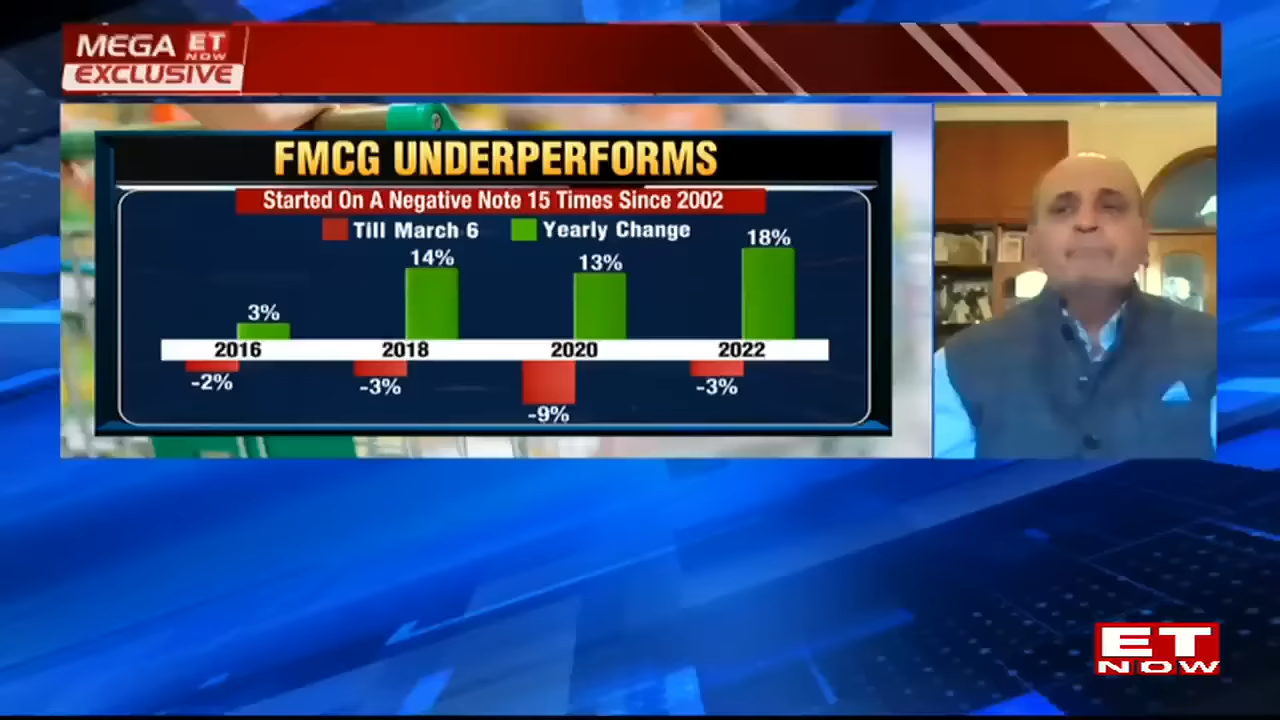 MEGA ET
NOW
EXCLUSIVE
FMCG UNDERPERFORMS
Started On A Negative Note 15 Times Since 2002
Till March 6 Yearly Change
3% 14% 13% 18%
2016 2018 2020 2022
-2% -3% -9% -3%
ET
NOW